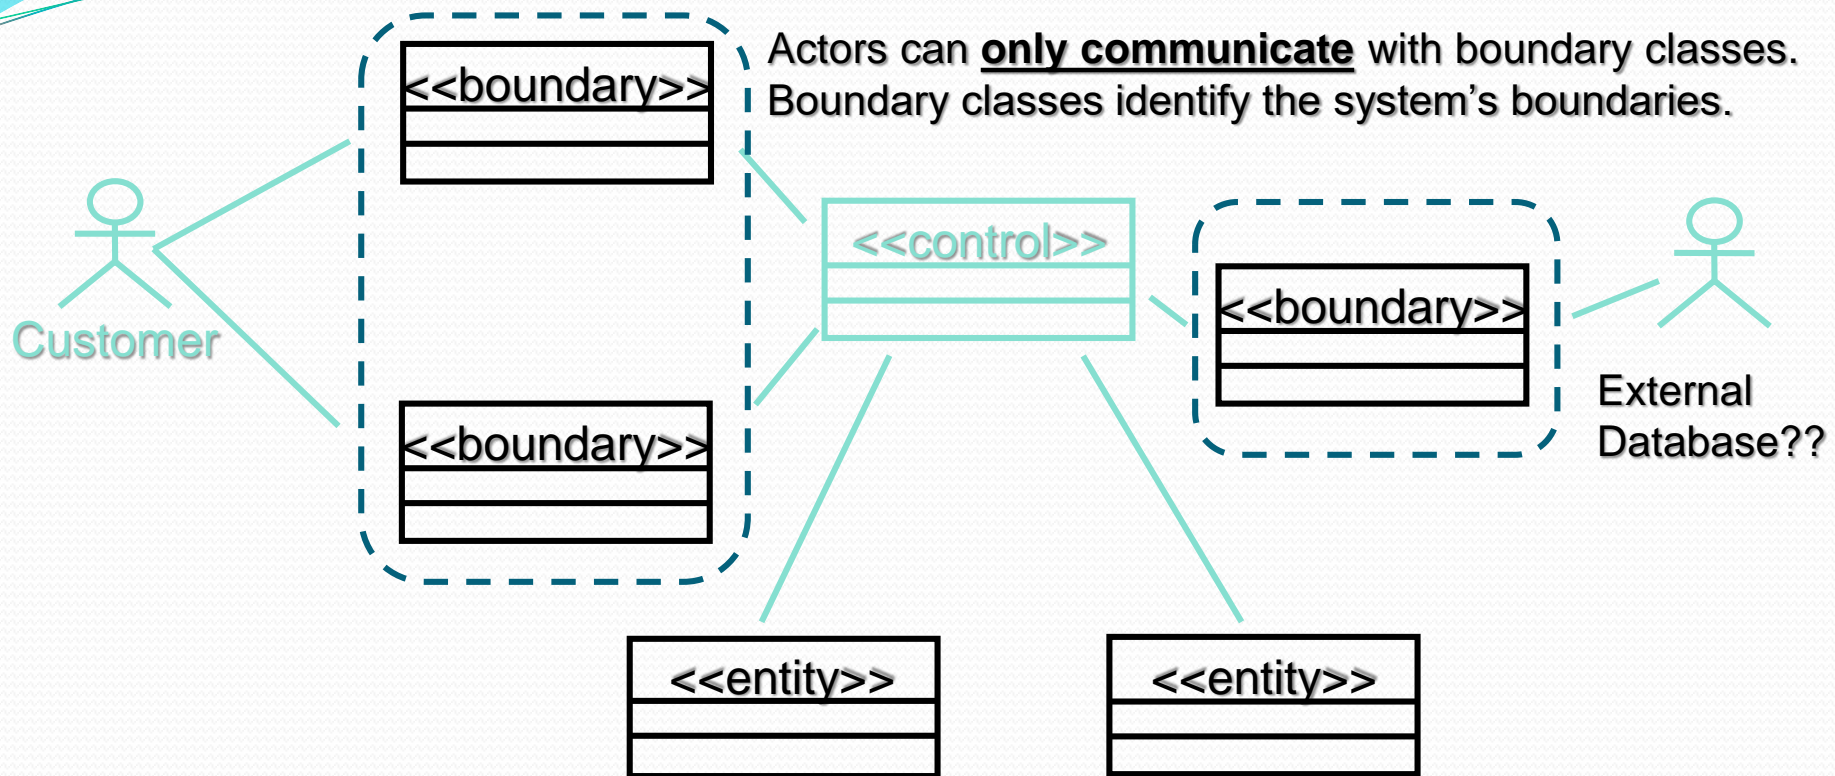 Actors can only communicate with boundary classes.
Boundary classes identify the system’s boundaries.
<<boundary>>
<<control>>
<<boundary>>
Customer
External
Database??
<<boundary>>
<<entity>>
<<entity>>